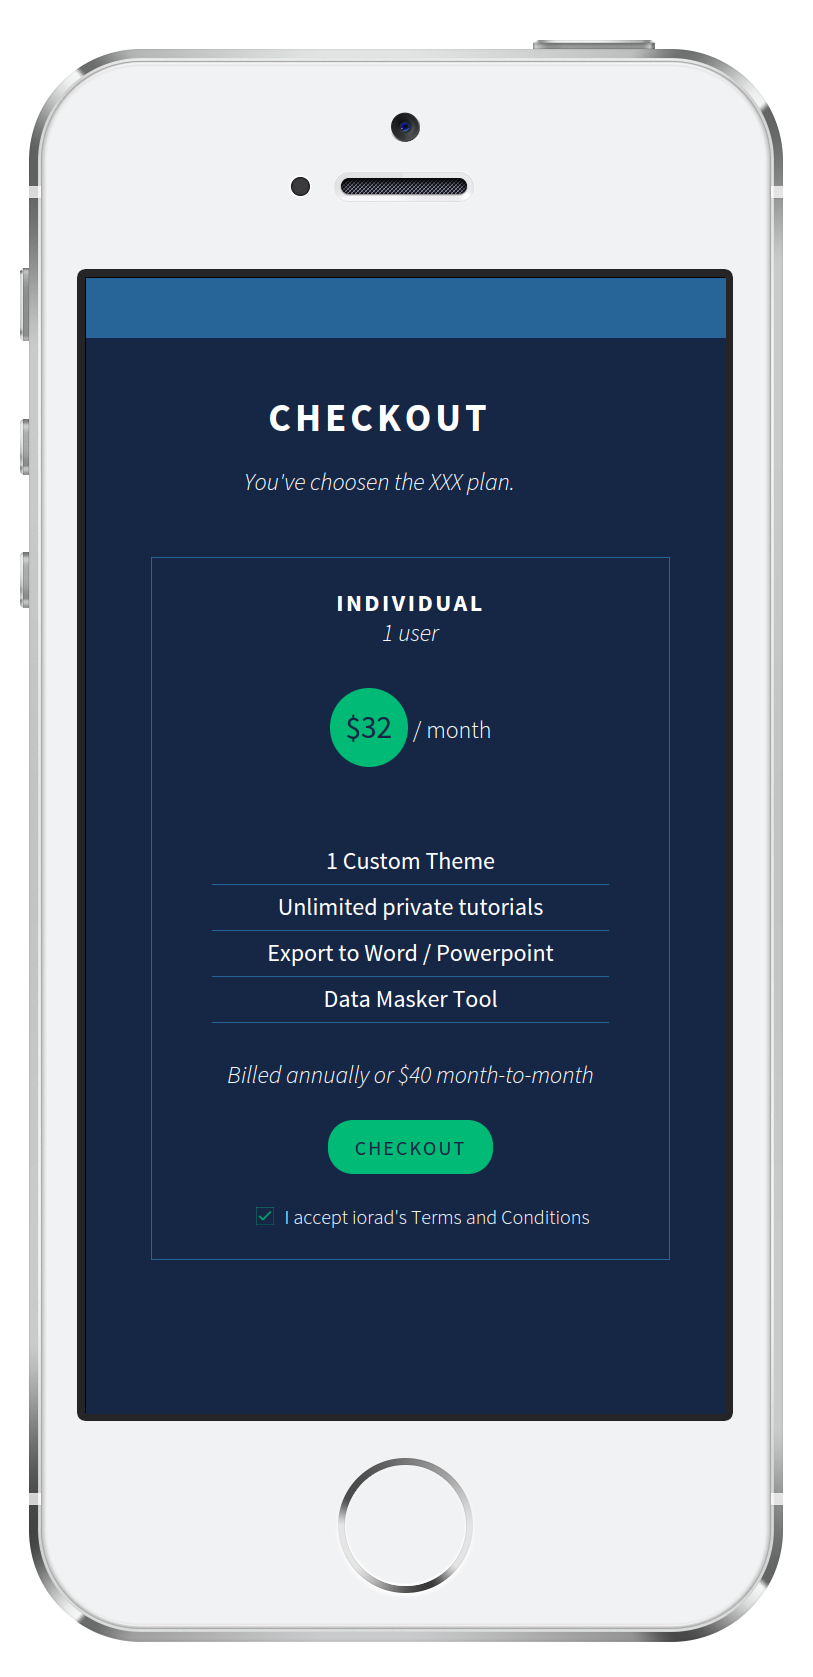 CHECKOUT
You've choosen the XXX plan.
INDIVIDUAL
1 user
$32 / month
1 Custom Theme
Unlimited private tutorials
Export to Word / Powerpoint
Data Masker Tool
Billed annually or $40 month-to-month
CHECKOUT
I accept iorad's Terms and Conditions